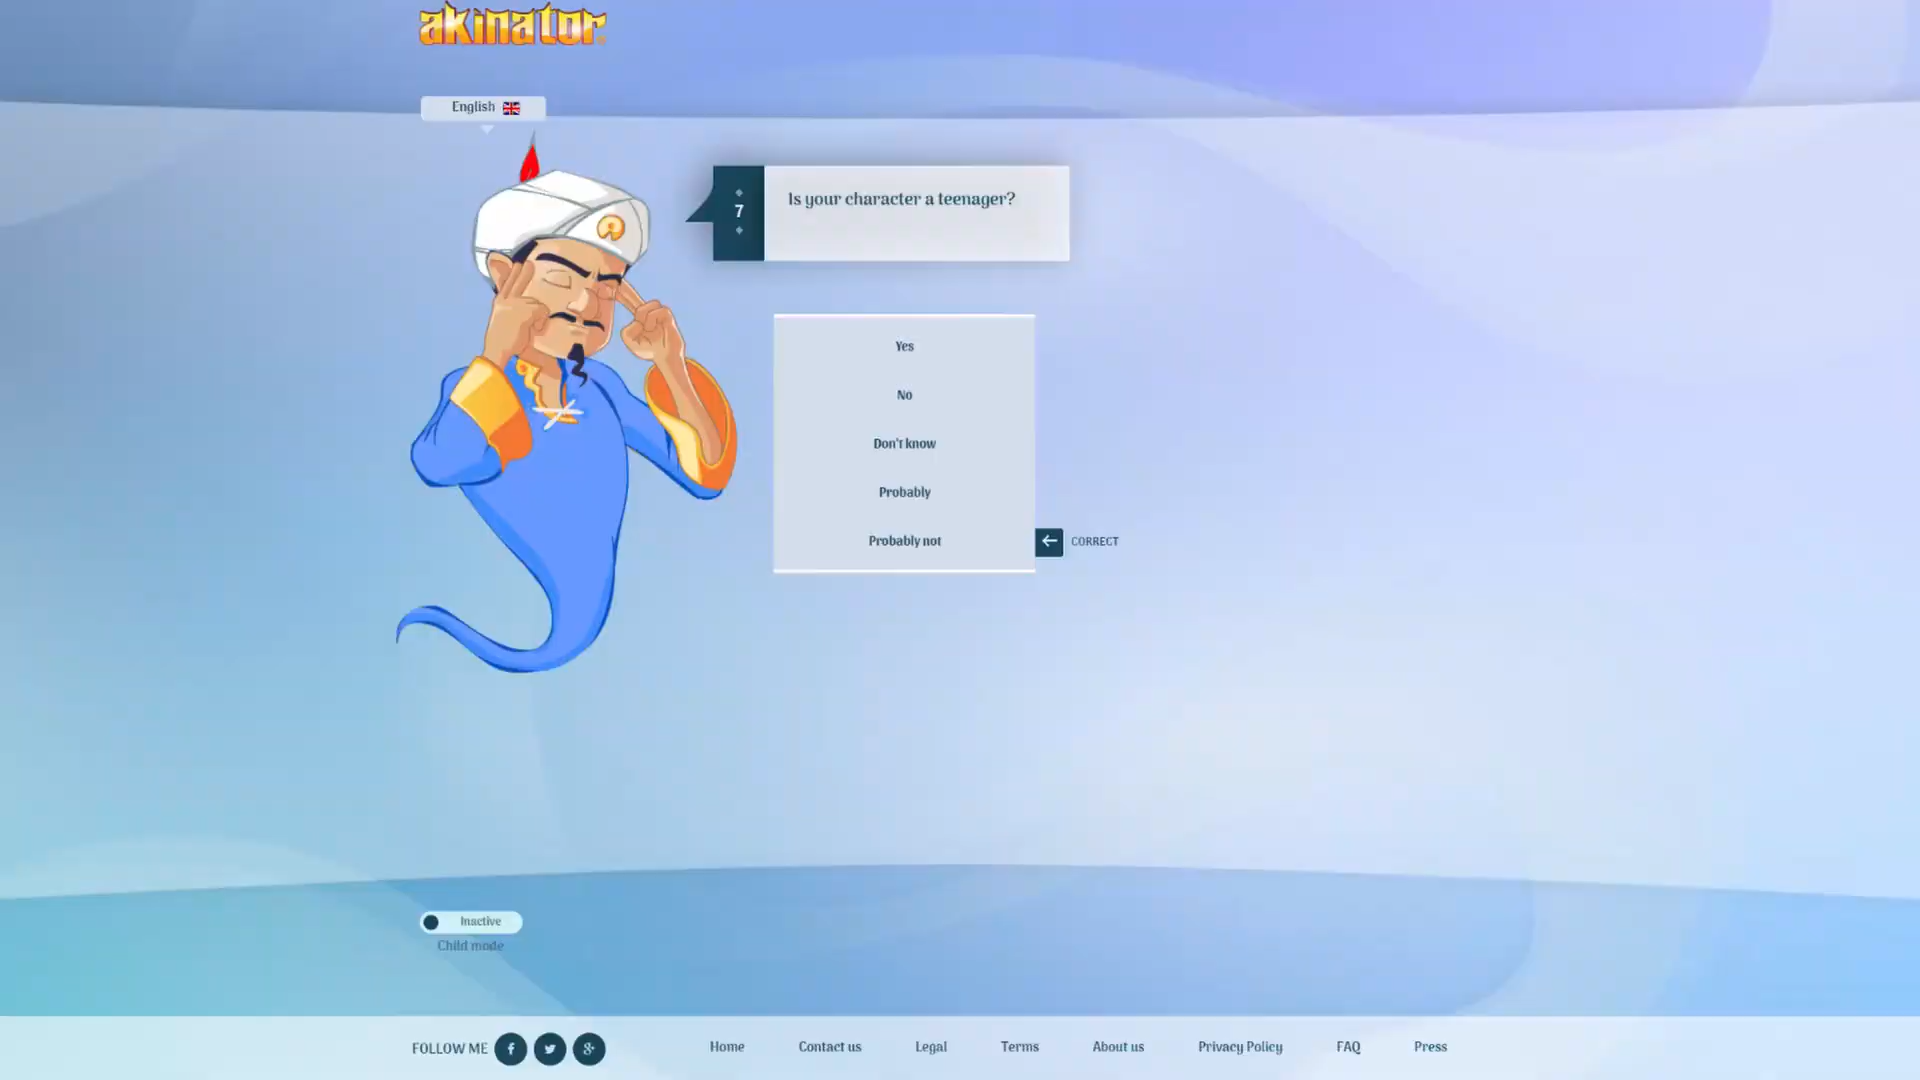 akinator
English
7
Is your character a teenager?
Yes
No
Don't know
Probably
Probably not
CORRECT
Inactive
Child mode
FOLLOW ME
Home
Contact us
Legal
Terms
About us
Privacy Policy
FAQ
Press